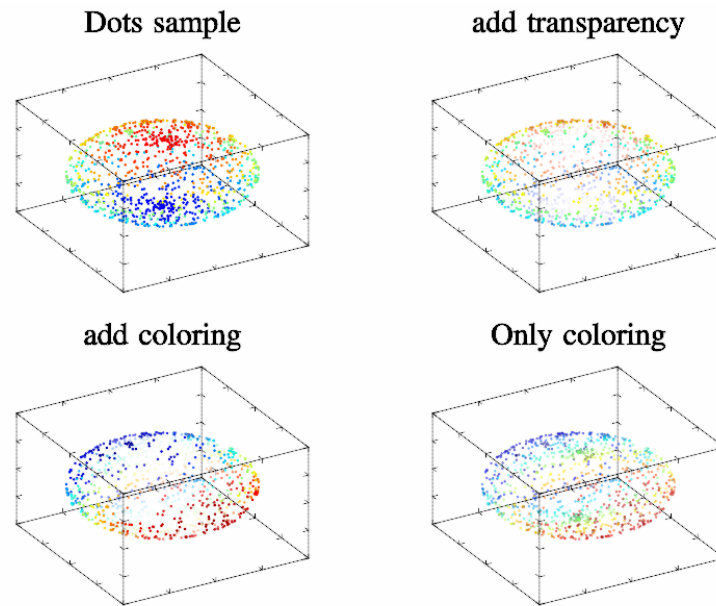 Dots sample
add transparency
add coloring
Only coloring